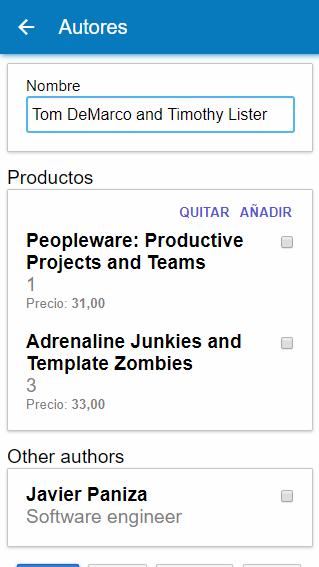 Autores
Nombre
Tom DeMarco and Timothy Lister
Productos
QUITAR AÑADIR
Peopleware: Productive
Projects and Teams
1
Precio: 31,00
Adrenaline Junkies and
Template Zombies
3
Precio: 33,00
Other authors
Javier Paniza
Software engineer